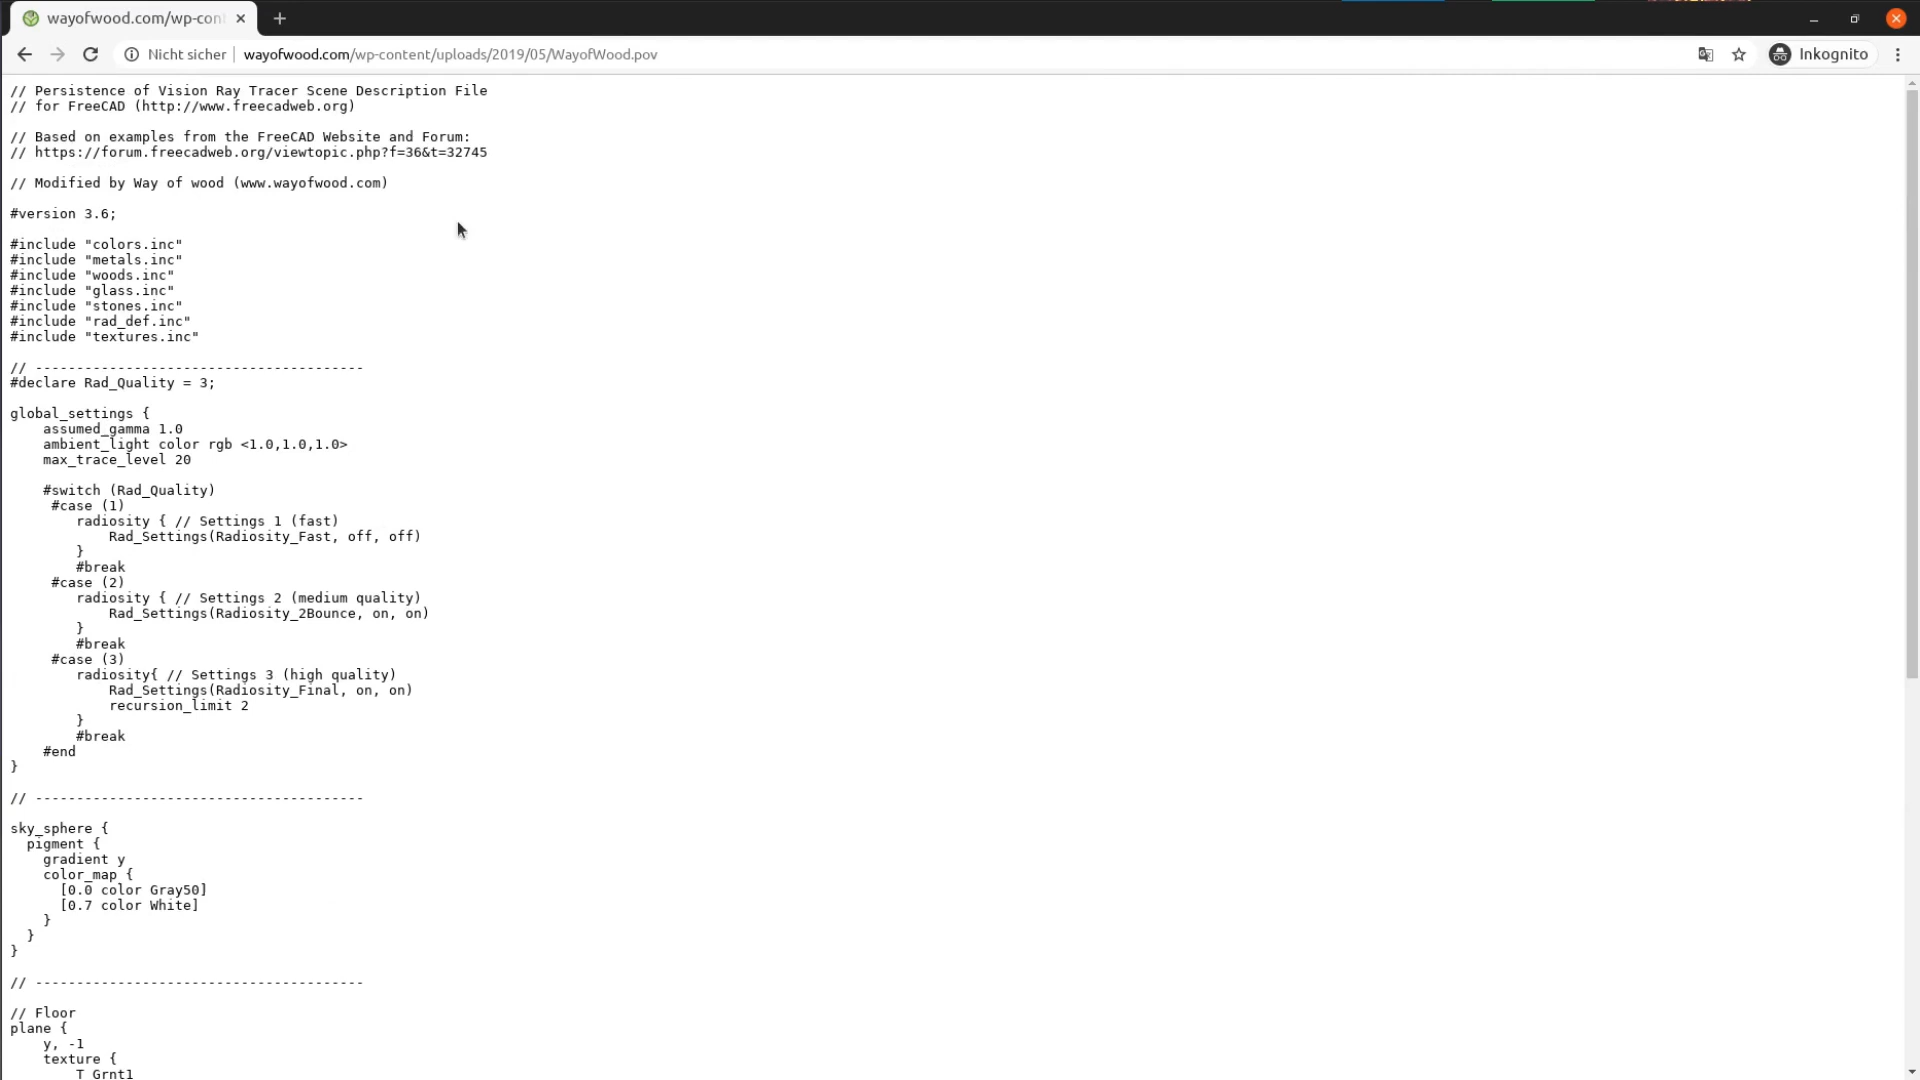 wayofwood.com/wp-con
Nicht sicher
wayofwood.com/wp-content/uploads/2019/05/WayofWood.pov
Inkognito
// Persistence of Vision Ray Tracer Scene Description File
// for FreeCAD (http://www.freecadweb.org)
// Based on examples from the FreeCAD Website and Forum:
// https://forum.freecadweb.org/viewtopic.php?f=36&t=32745
// Modified by Way of wood (www.wayofwood.com)
#version 3.6;
#include "colors.inc"
#include "metals.inc"
#include "woods.inc"
#include "glass.inc"
#include "stones.inc"
#include "rad_def.inc"
#include "textures.inc"
// ----------------------------------------
#declare Rad_Quality = 3;
global_settings {
    assumed_gamma 1.0
    ambient_light color rgb <1.0,1.0,1.0>
    max_trace_level 20
    #switch (Rad_Quality)
     #case (1)
        radiosity { // Settings 1 (fast)
            Rad_Settings(Radiosity_Fast, off, off)
        }
        #break
     #case (2)
        radiosity { // Settings 2 (medium quality)
            Rad_Settings(Radiosity_2Bounce, on, on)
        }
        #break
     #case (3)
        radiosity{ // Settings 3 (high quality)
            Rad_Settings(Radiosity_Final, on, on)
            recursion_limit 2
        }
        #break
    #end
}
// ----------------------------------------
sky_sphere {
  pigment {
    gradient y
    color_map {
      [0.0 color Gray50]
      [0.7 color White]
    }
  }
}
// ----------------------------------------
// Floor
plane {
    y, -1
    texture {
        T_Grnt1